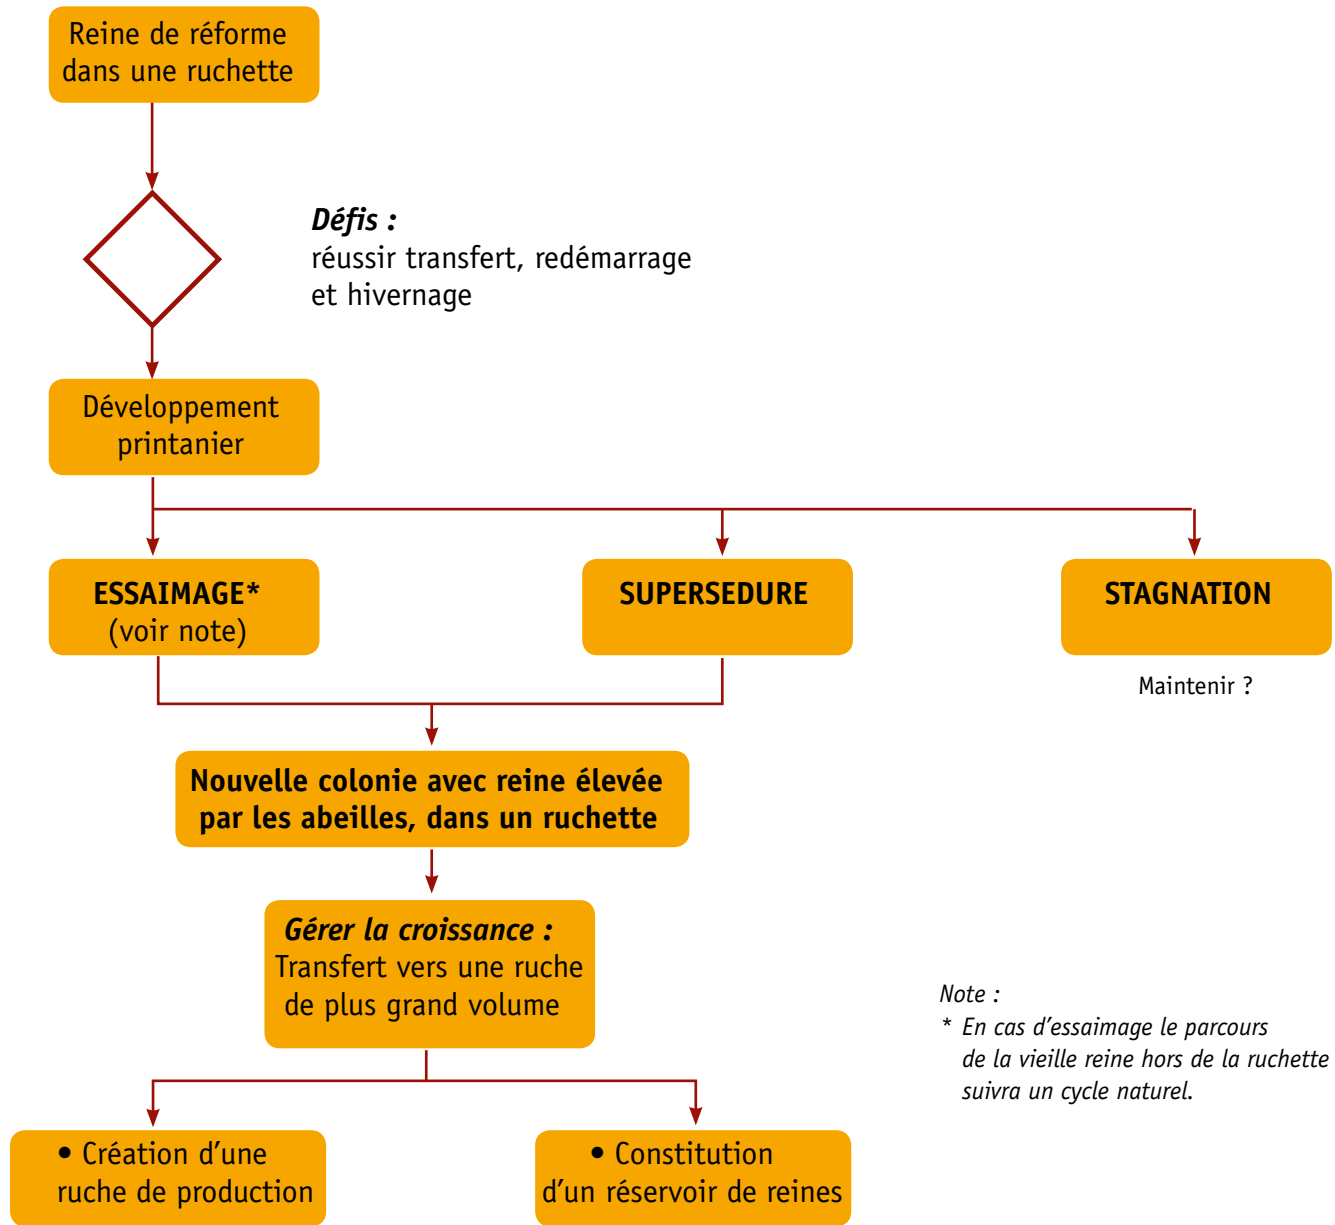 Reine de réforme
dans une ruchette
Défis :
réussir transfert, redémarrage
et hivernage
Développement
printanier
ESSAIMAGE*
(voir note)
SUPERSEDURE
STAGNATION
Maintenir ?
Nouvelle colonie avec reine élevée
par les abeilles, dans un ruchette
Gérer la croissance :
Transfert vers une ruche
de plus grand volume
Note :
* En cas d'essaimage le parcours
de la vieille reine hors de la ruchette
suivra un cycle naturel.
• Création d'une
ruche de production
• Constitution
d'un réservoir de reines